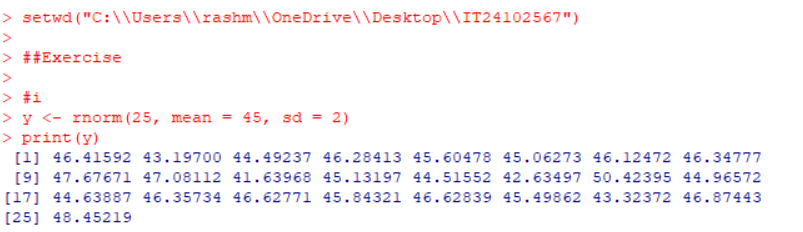 > setwd("C:\\Users\\rashm\\OneDrive\\Desktop\\IT24102567")
>
> ##Exercise
>
> #i
> y <- rnorm(25, mean = 45, sd = 2)
> print(y)
 [1] 46.41592 43.19700 44.49237 46.28413 45.60478 45.06273 46.12472 46.34777
 [9] 47.67671 47.08112 41.63968 45.13197 44.51552 42.63497 50.42395 44.96572
[17] 44.63887 46.35734 46.62771 45.84321 46.62839 45.49862 43.32372 46.87443
[25] 48.45219